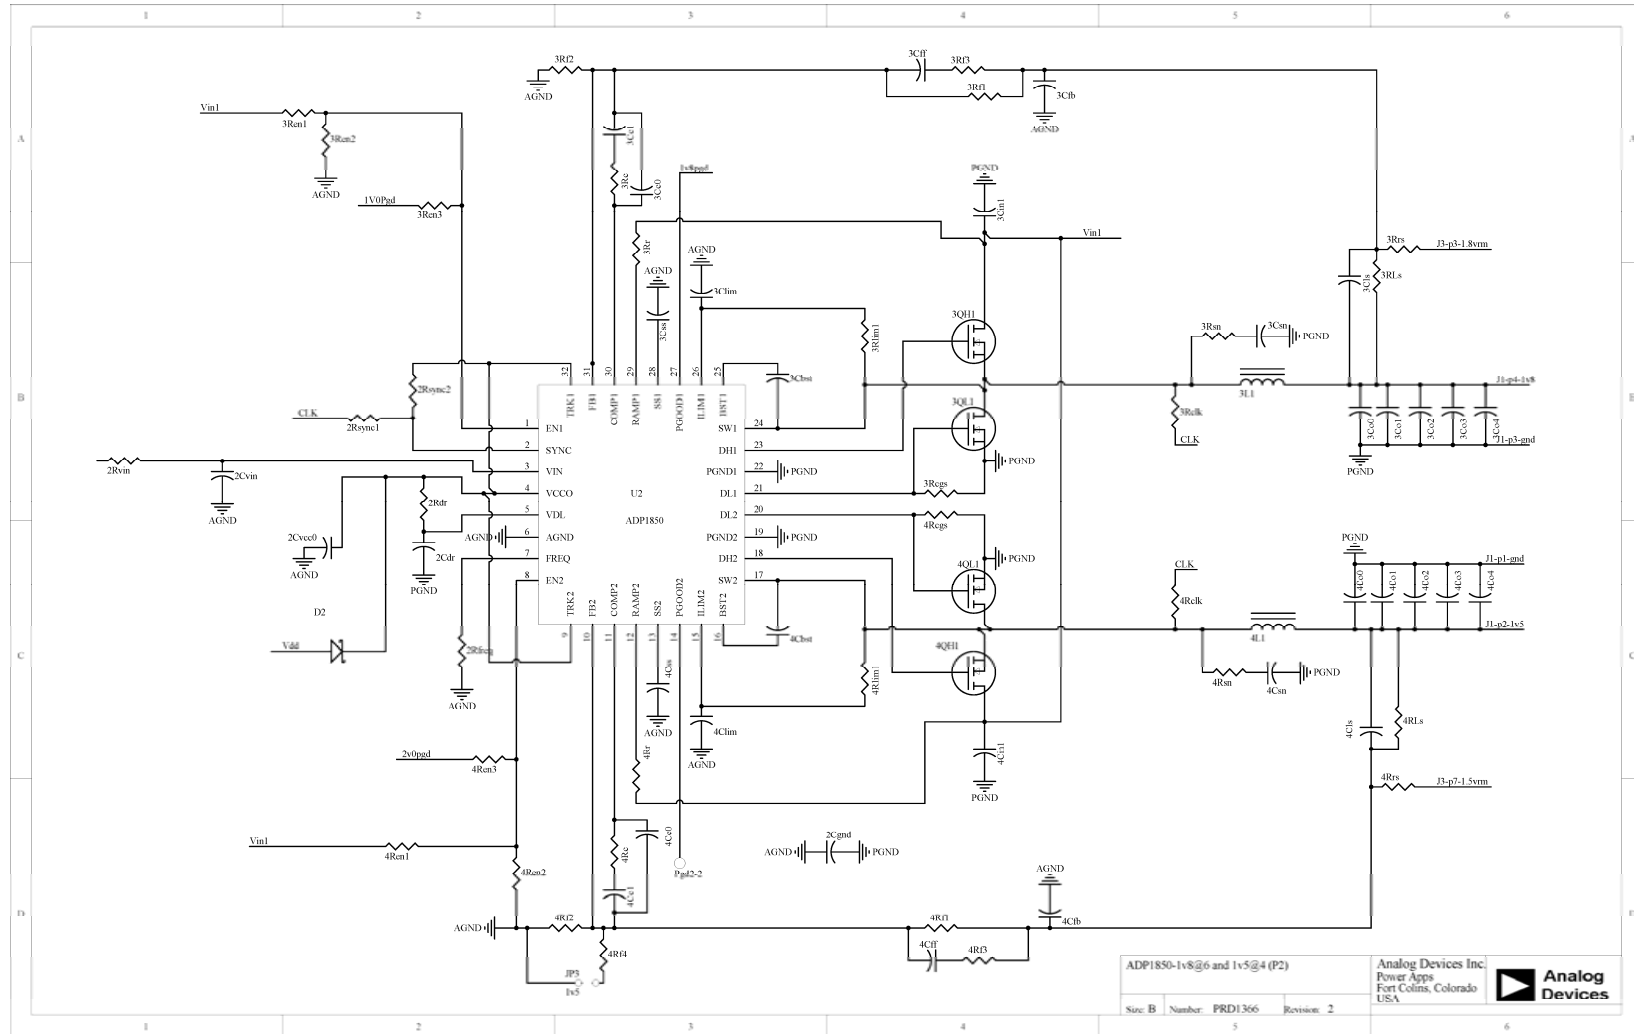 1 2 3 4 5 6
3Rf2
AGND
3Cff
3Rf3
3Rf1
3Cfb
AGND
Vin1
3Ren1
3Ren2
AGND
A
A
3Cc1
3Rc
3Cc0
1v8pgd
PGND
3Cin1
1V0Pgd
3Ren3
3Rr
AGND
AGND
3Css
3Clim
Vin1
3Rrs
J3-p3-1.8vrm
3Cls
3RLs
3Rlim1
3QH1
3Rsn
3Csn
PGND
2Rsync2
CLK
2Rsync1
32 31 30 29 28 27 26 25
TRK1 FB1 COMP1 RAMP1 SS1 PGOOD1 ILIM1 BST1
3Cbst
3QL1
3L1
J1-p4-1v8
B
B
3Rclk
CLK
3Co0 3Co1 3Co2 3Co3 3Co4
J1-p3-gnd
PGND
1 EN1
2 SYNC
3 VIN
4 VCCO
5 VDL
6 AGND
7 FREQ
8 EN2
SW1 24
DH1 23
PGND1 22
DL1 21
DL2 20
PGND2 19
DH2 18
SW2 17
U2
ADP1850
PGND
PGND
3Rcgs
4Rcgs
PGND
PGND
2Rvin
2Cvin
AGND
2Rdr
2Cvcc0
AGND
2Cdr
PGND
AGND
D2
Vdd
2Rfreq
AGND
TRK2 FB2 COMP2 RAMP2 SS2 PGOOD2 ILIM2 BST2
9 10 11 12 13 14 15 16
4Cbst
4QL1
4QH1
CLK
4Rclk
PGND
J1-p1-gnd
4Co0 4Co1 4Co2 4Co3 4Co4
J1-p2-1v5
4L1
C
C
4Rsn
4Csn
PGND
4Css
AGND
4Clim
AGND
4Rlim1
4Cls
4RLs
4Rr
4Cin1
PGND
4Rrs
J3-p7-1.5vrm
2v0pgd
4Ren3
Vin1
4Ren1
4Ren2
4Rc
4Cc0
4Cc1
Pgd2-2
AGND
2Cgnd
PGND
D
AGND
4Rf2
4Rf4
JP3
1v5
4Rf1
4Cff
4Rf3
AGND
4Cfb
ADP1850-1v8@6 and 1v5@4 (P2)
Size: B Number: PRD1366 Revision: 2
Analog Devices Inc.
Power Apps
Fort Colins, Colorado
USA
Analog
Devices
1 2 3 4 5 6